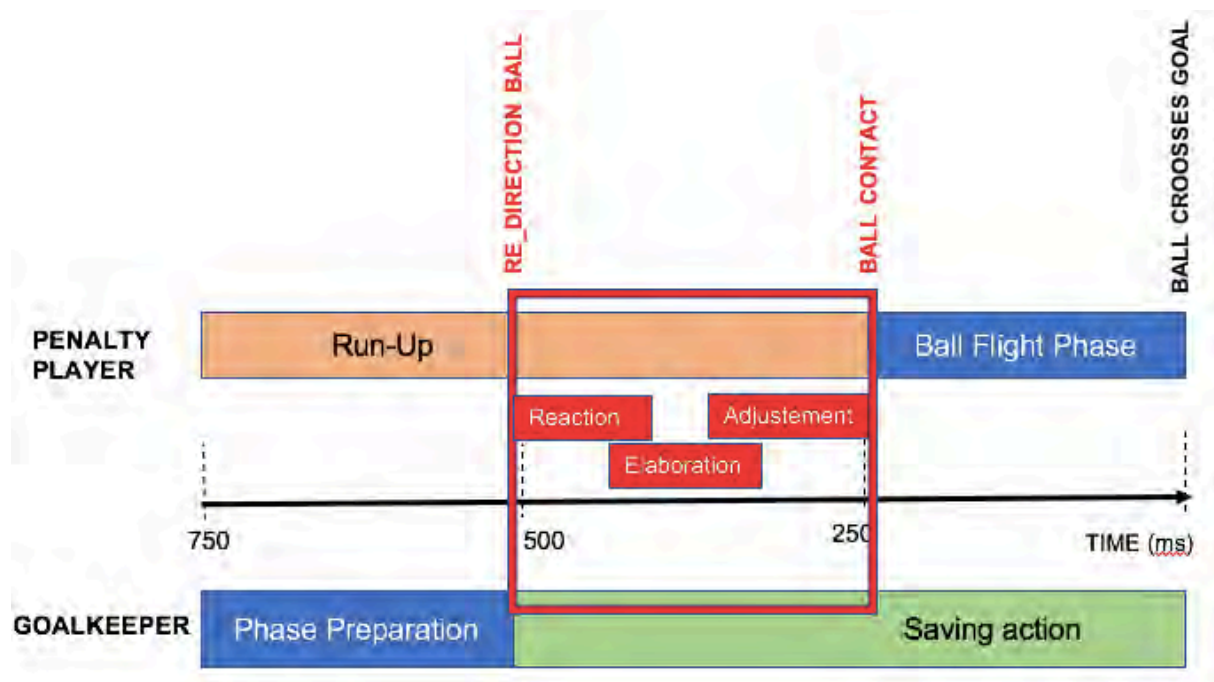 RE_DIRECTION BALL
BALL CONTACT
BALL CROOSSES GOAL
PENALTY
PLAYER
Run-Up
Ball Flight Phase
Reaction
Adjustement
Elaboration
750
500
250
TIME (ms)
GOALKEEPER
Phase Preparation
Saving action